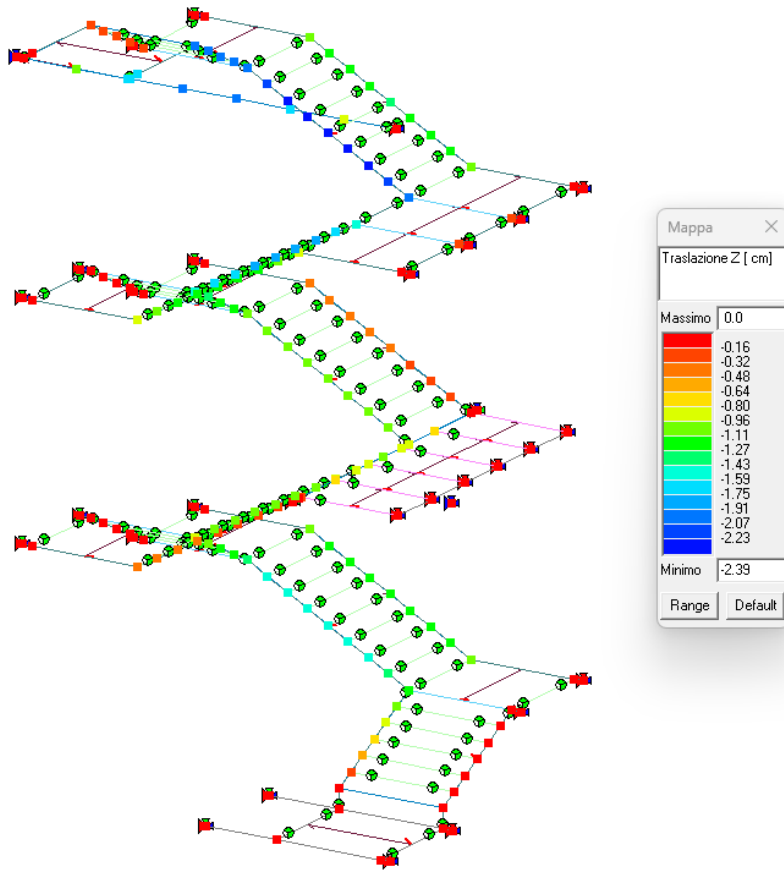 Mappa
Traslazione Z [ cm]
Massimo 0.0
-0.16
-0.32
-0.48
-0.64
-0.80
-0.96
-1.11
-1.27
-1.43
-1.59
-1.75
-1.91
-2.07
-2.23
Minimo -2.39
Range Default